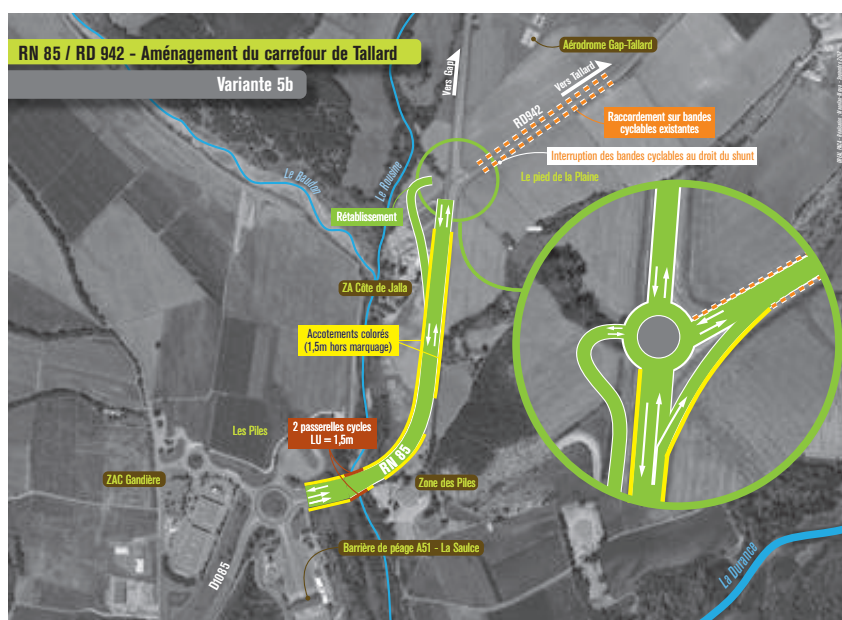 RN 85 / RD 942 - Aménagement du carrefour de Tallard
Variante 5b
Aérodrome Gap-Tallard
Vers Gap
Vers Tallard
RD942
Raccordement sur bandes
cyclables existantes
Interruption des bandes cyclables au droit du shunt
Le pied de la Plaine
Le Baudon
Le Rousine
Rétablissement
ZA Côte de Jalla
Accotements colorés
(1,5m hors marquage)
Les Piles
2 passerelles cycles
LU = 1,5m
RN 85
ZAC Gandière
Zone des Piles
Barrière de péage A51 - La Saulce
D1085
La Durance